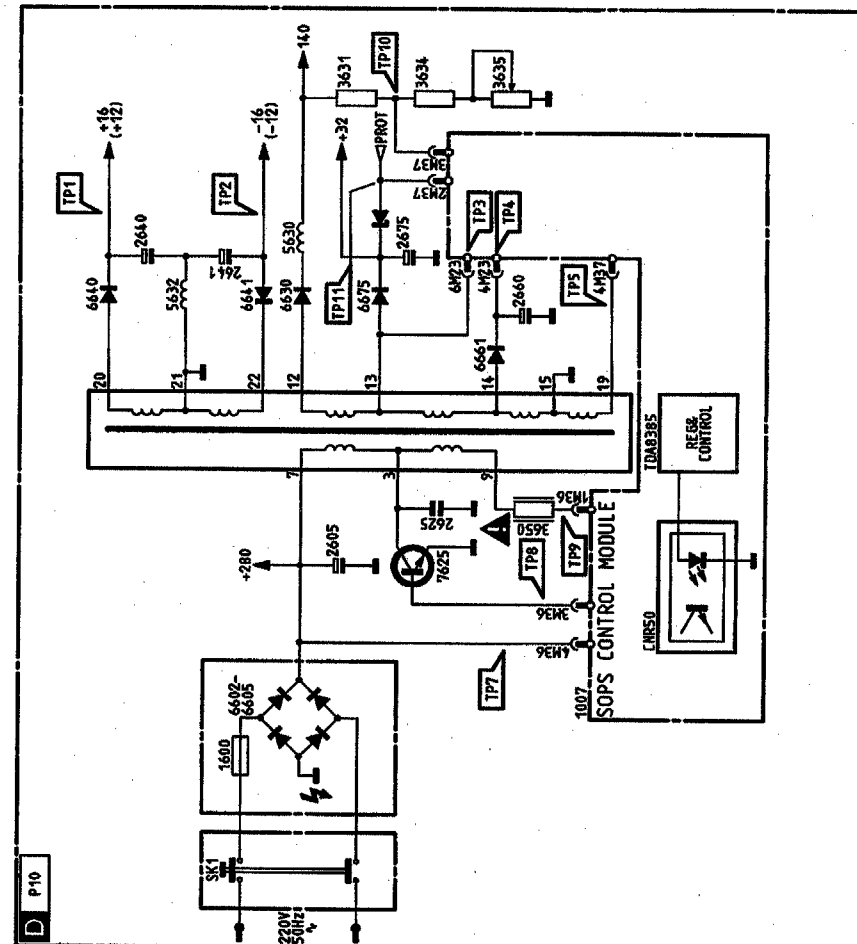 D P10
220V
50Hz
~
SK1
1600
6602-
6605
+280
2605
7625
2625
3650
7
3
9
20
21
22
12
13
14
15
19
6640
2640
5632
2641
6641
TP1
+16
(+12)
TP2
-16
(-12)
6630
5630
140
3631
TP10
3634
3635
+32
PROT
TP11
6675
2675
2M37
3M37
6M23
TP3
4M23
TP4
6661
2660
TP5
4M37
TP7
4M36
TP8
3M36
TP9
1M36
1007
SOPS CONTROL MODULE
CNR50
TDA8385
REG&
CONTROL